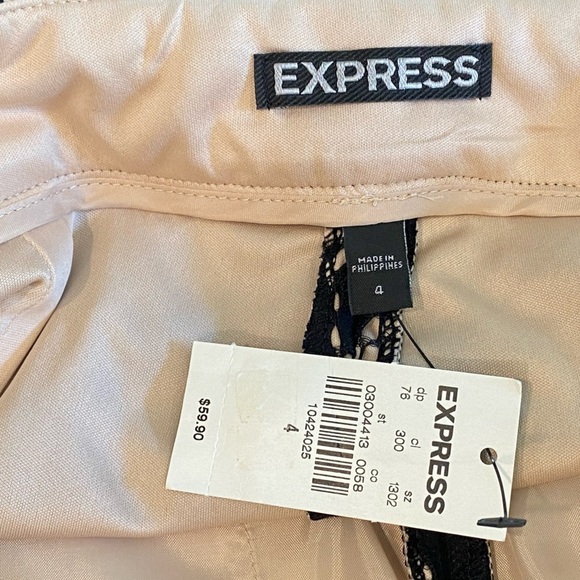 EXPRESS
MADE IN
PHILIPPINES
4
EXPRESS
dp cl sz
76 300 1302
03004413 0058
st co
10424025
4
$59.90